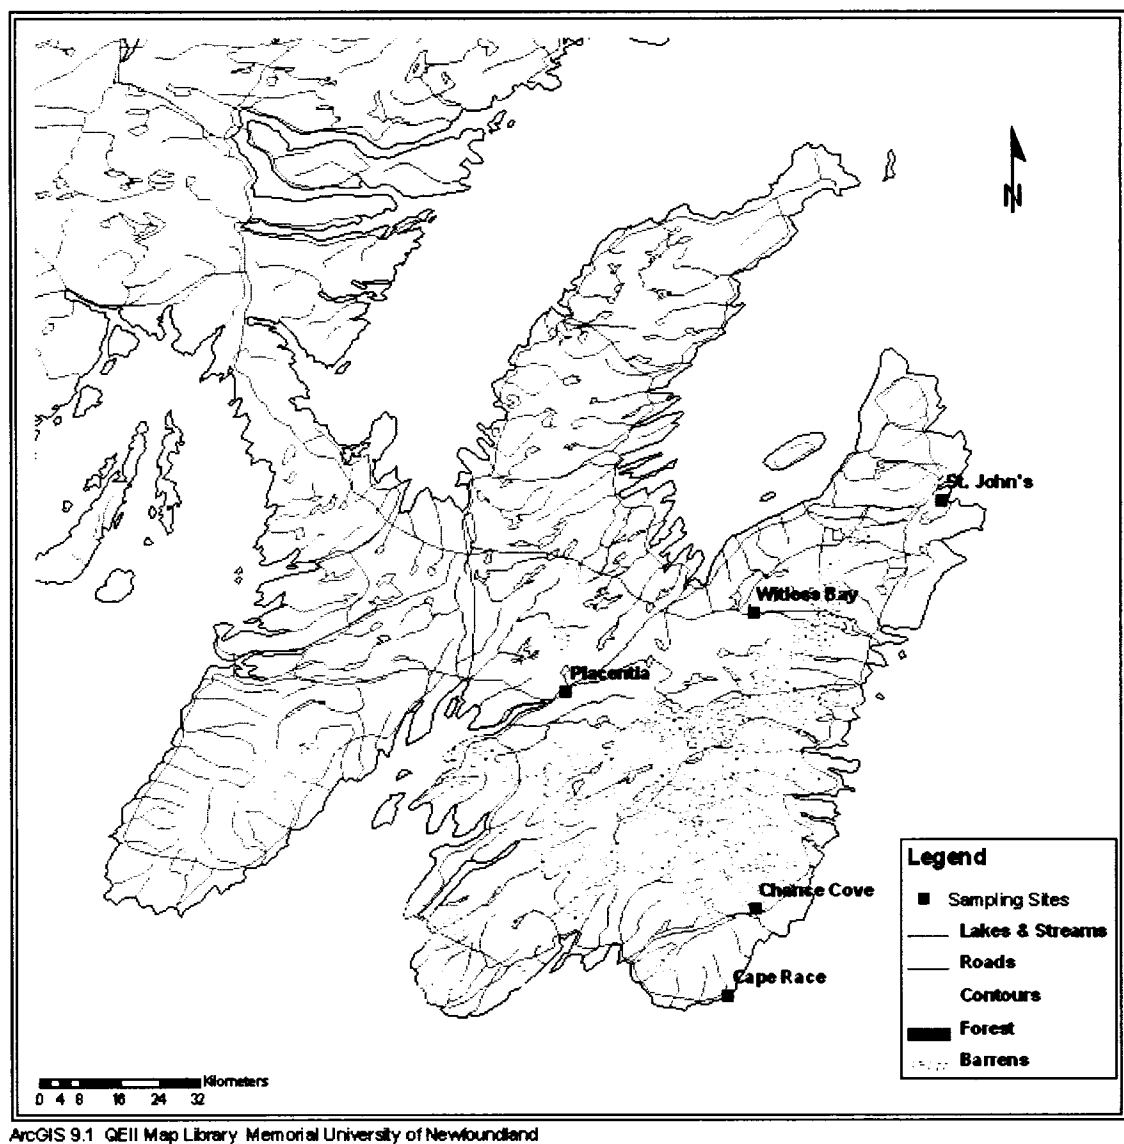 N
St. John's
Witless Bay
Placentia
Chance Cove
Cape Race
Legend
Sampling Sites
Lakes & Streams
Roads
Contours
Forest
Barrens
Kilometers
0 4 8 16 24 32
ArcGIS 9.1 QEII Map Library Memorial University of Newfoundland